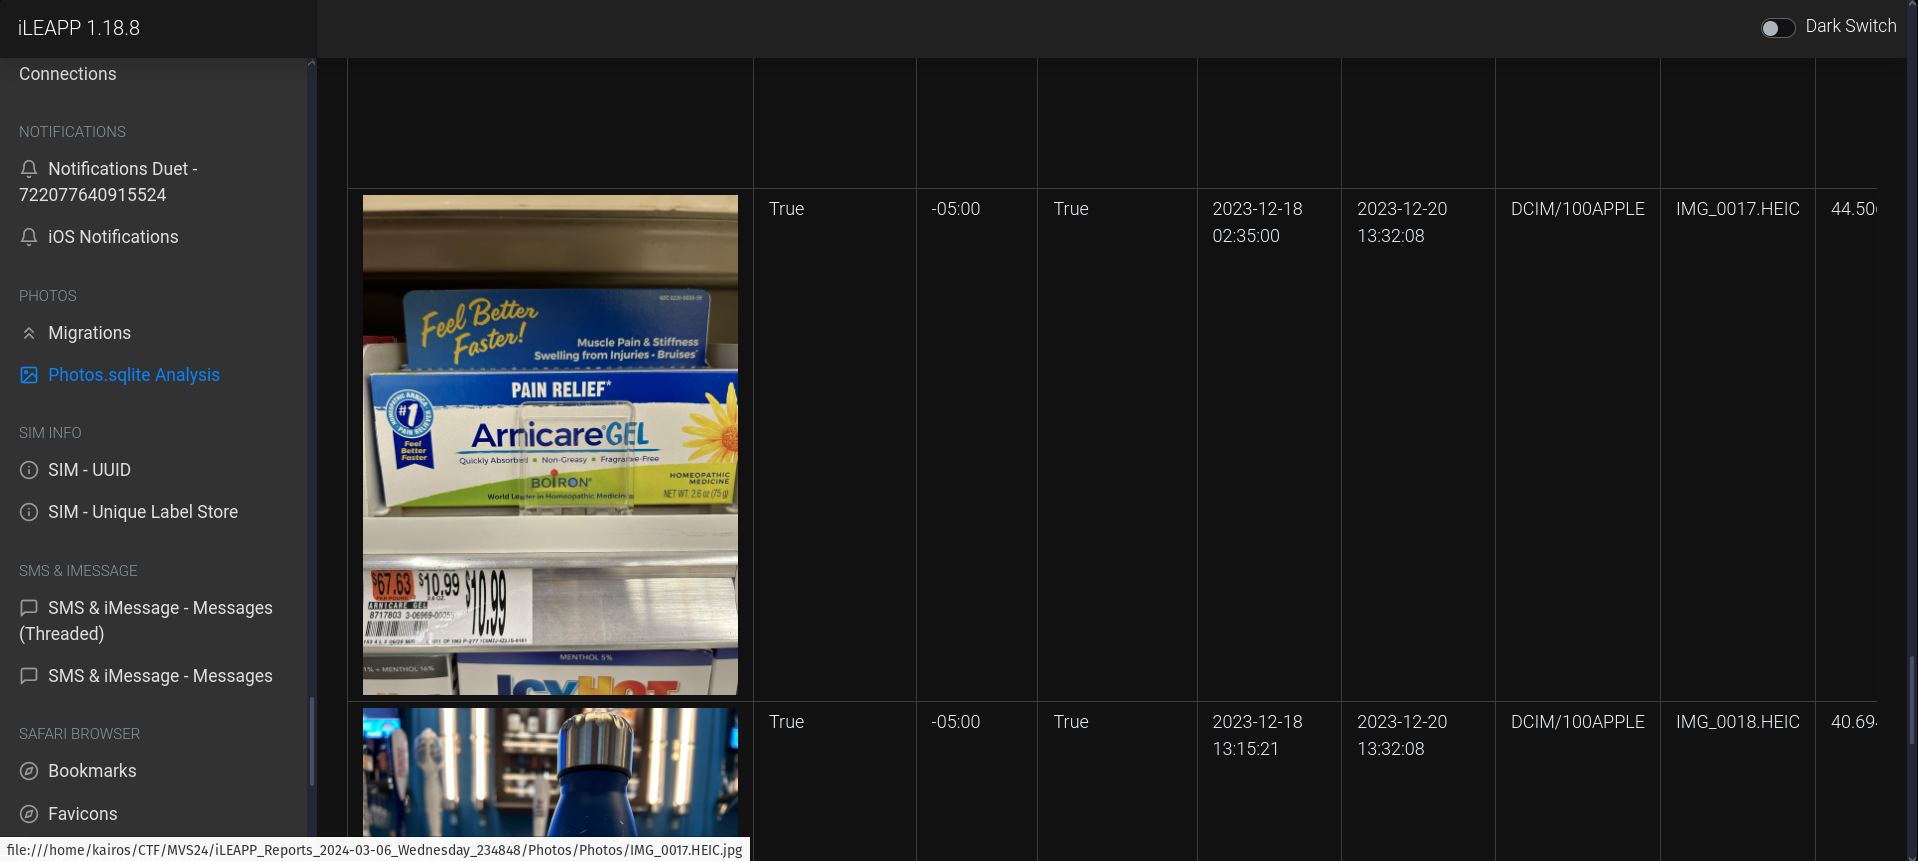 iLEAPP 1.18.8
Dark Switch
Connections
NOTIFICATIONS
Notifications Duet -
722077640915524
iOS Notifications
PHOTOS
Migrations
Photos.sqlite Analysis
SIM INFO
SIM - UUID
SIM - Unique Label Store
SMS & IMESSAGE
SMS & iMessage - Messages
(Threaded)
SMS & iMessage - Messages
SAFARI BROWSER
Bookmarks
Favicons
Feel Better
Faster!
Muscle Pain & Stiffness
Swelling from Injuries • Bruises*
PAIN RELIEF*
#1
Feel
Better
Faster
Arnicare GEL
Quickly Absorbed • Non-Greasy • Fragrance-Free
BOIRON®
World Leader in Homeopathic Medicines
HOMEOPATHIC
MEDICINE
NET WT. 2.6 oz (75 g)
$67.63 $10.99 $10.99
PER POUND
ARNICARE GEL
MENTHOL 5%
1% + MENTHOL 16%
ICY HOT
True -05:00 True 2023-12-18 2023-12-20 DCIM/100APPLE IMG_0017.HEIC 44.50
02:35:00 13:32:08
True -05:00 True 2023-12-18 2023-12-20 DCIM/100APPLE IMG_0018.HEIC 40.69
13:15:21 13:32:08
file:///home/kairos/CTF/MVS24/iLEAPP_Reports_2024-03-06_Wednesday_234848/Photos/Photos/IMG_0017.HEIC.jpg